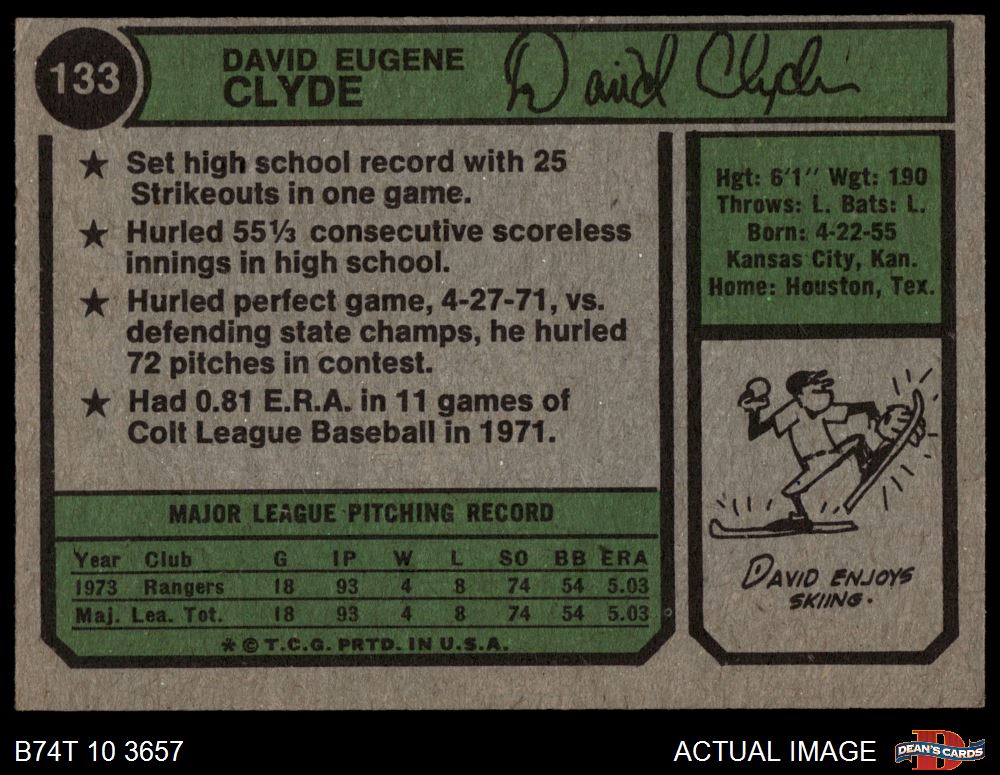 133
DAVID EUGENE
CLYDE
David Clyde
★ Set high school record with 25
Strikeouts in one game.
★ Hurled 55⅓ consecutive scoreless
innings in high school.
★ Hurled perfect game, 4-27-71, vs.
defending state champs, he hurled
72 pitches in contest.
★ Had 0.81 E.R.A. in 11 games of
Colt League Baseball in 1971.
MAJOR LEAGUE PITCHING RECORD
Year Club G IP W L SO BB ERA
1973 Rangers 18 93 4 8 74 54 5.03
Maj. Lea. Tot. 18 93 4 8 74 54 5.03
* © T.C.G. PRTD. IN U.S.A.
Hgt: 6'1" Wgt: 190
Throws: L. Bats: L.
Born: 4-22-55
Kansas City, Kan.
Home: Houston, Tex.
DAVID ENJOYS
SKIING.
B74T 10 3657
ACTUAL IMAGE
D
DEAN'S CARDS